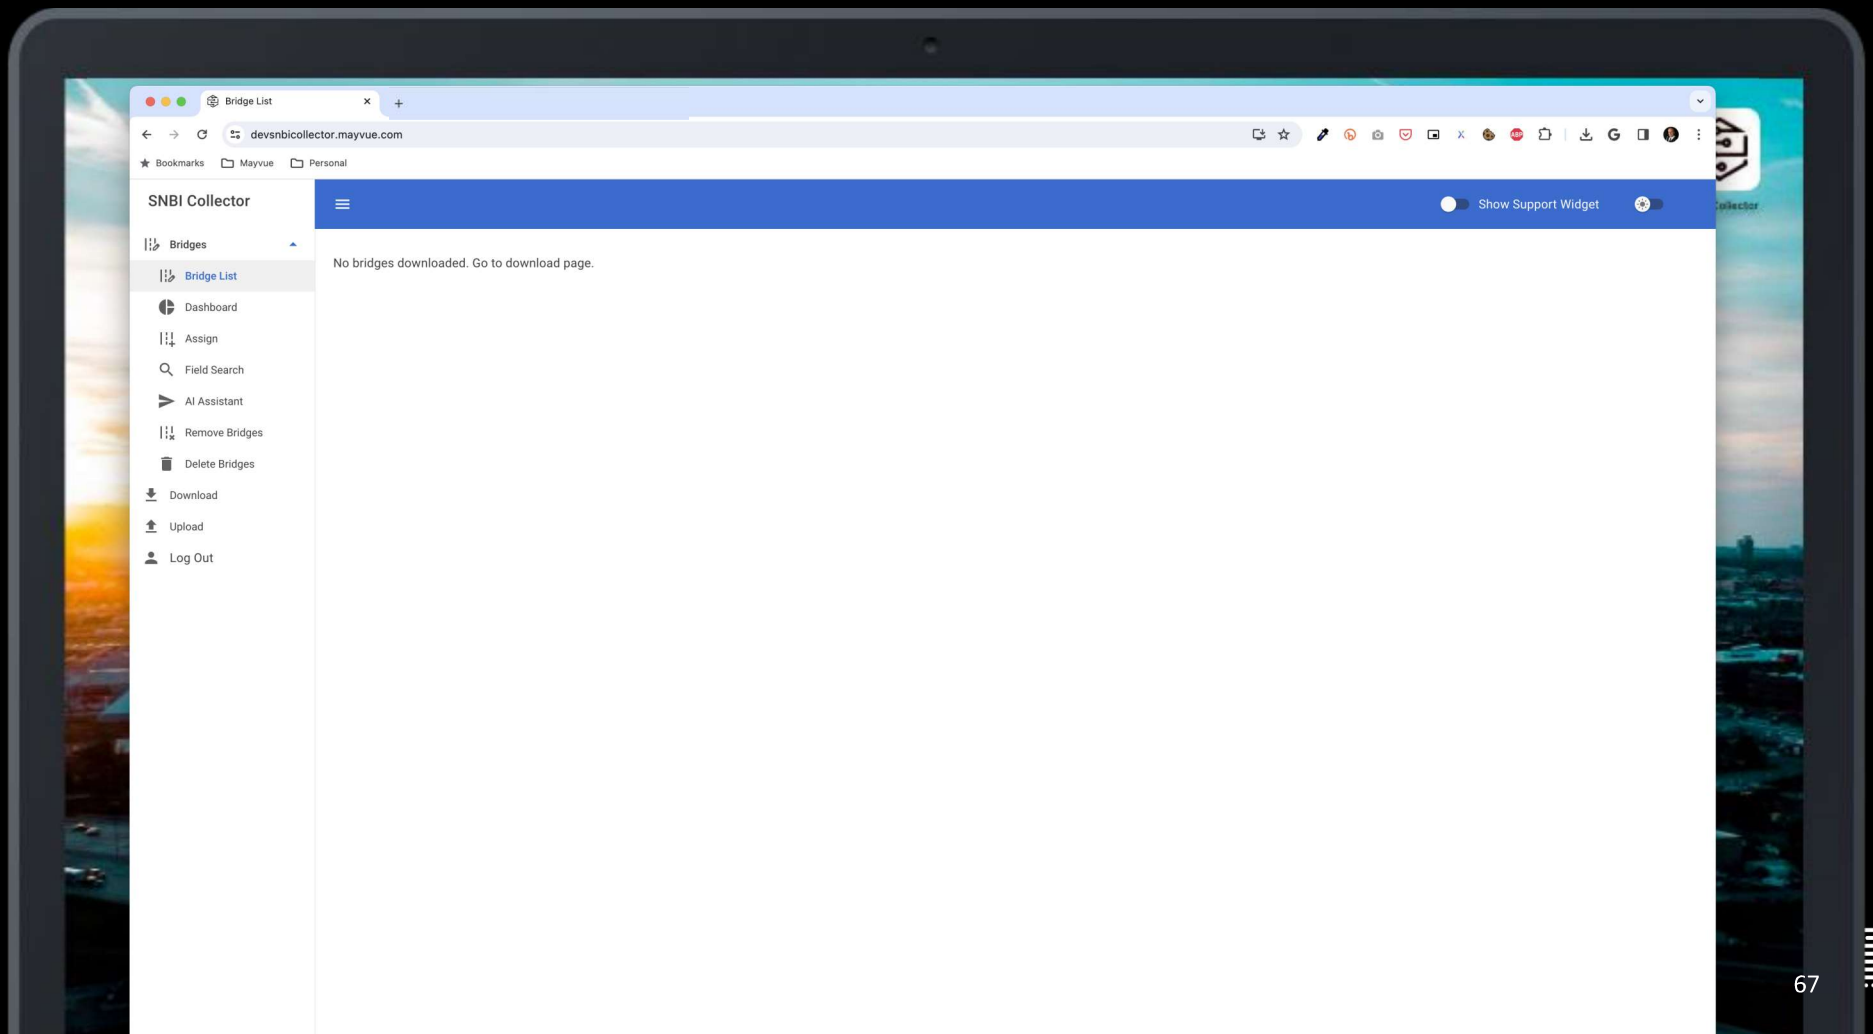 Bridge List
devsnbicollector.mayvue.com
Bookmarks Mayvue Personal
SNBI Collector
Show Support Widget
Bridges
Bridge List
Dashboard
Assign
Field Search
AI Assistant
Remove Bridges
Delete Bridges
Download
Upload
Log Out
No bridges downloaded. Go to download page.
ABP
Collector
67